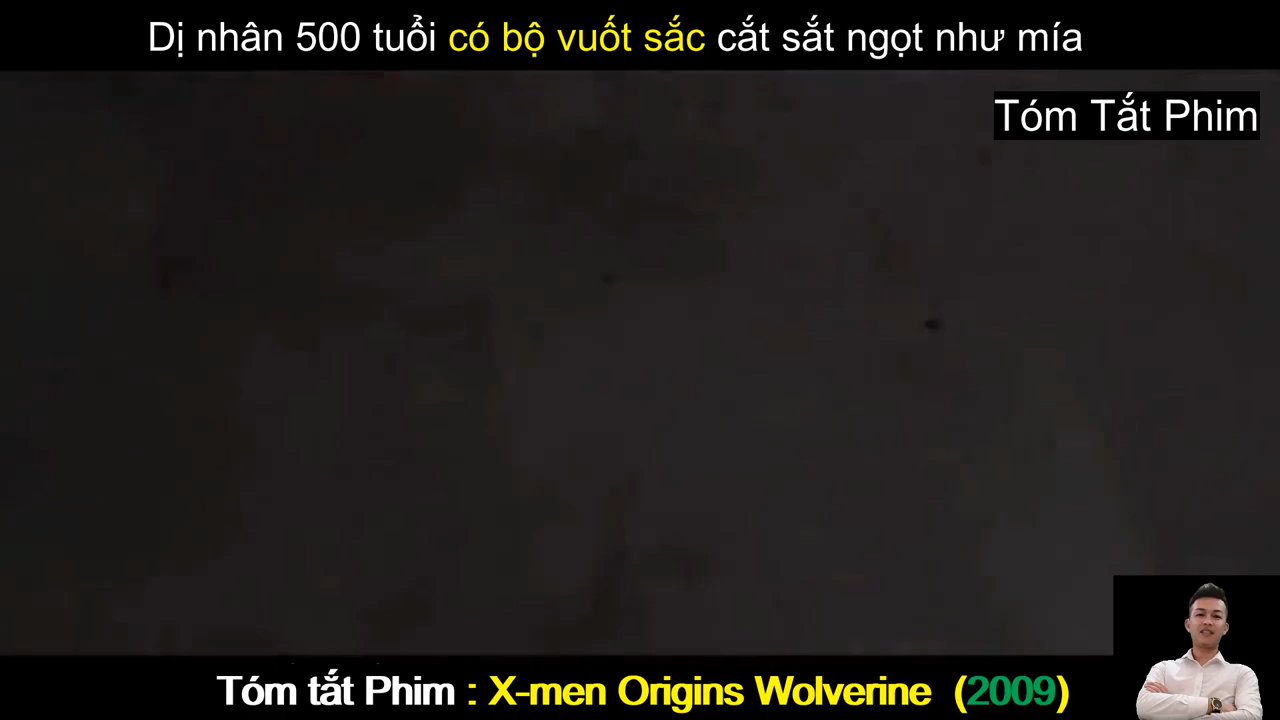 Dị nhân 500 tuổi có bộ vuốt sắc cắt sắt ngọt như mía
Tóm Tắt Phim
Tóm tắt Phim : X-men Origins Wolverine (2009)